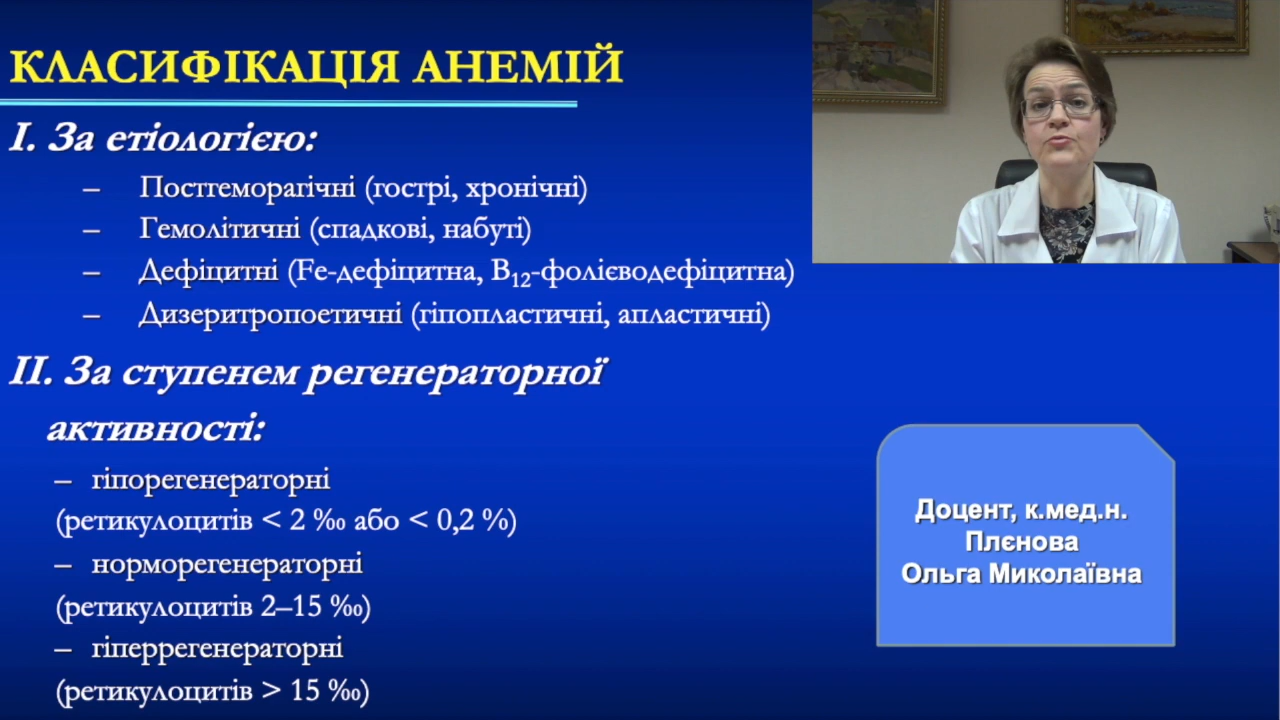 КЛАСИФІКАЦІЯ АНЕМІЙ
I. За етіологією:
– Постгеморагічні (гострі, хронічні)
– Гемолітичні (спадкові, набуті)
– Дефіцитні (Fe-дефіцитна, B₁₂-фолієводефіцитна)
– Дизеритропоетичні (гіпопластичні, апластичні)
II. За ступенем регенераторної
активності:
– гіпорегенераторні
(ретикулоцитів < 2 ‰ або < 0,2 %)
– норморегенераторні
(ретикулоцитів 2–15 ‰)
– гіперрегенераторні
(ретикулоцитів > 15 ‰)
Доцент, к.мед.н.
Плєнова
Ольга Миколаївна